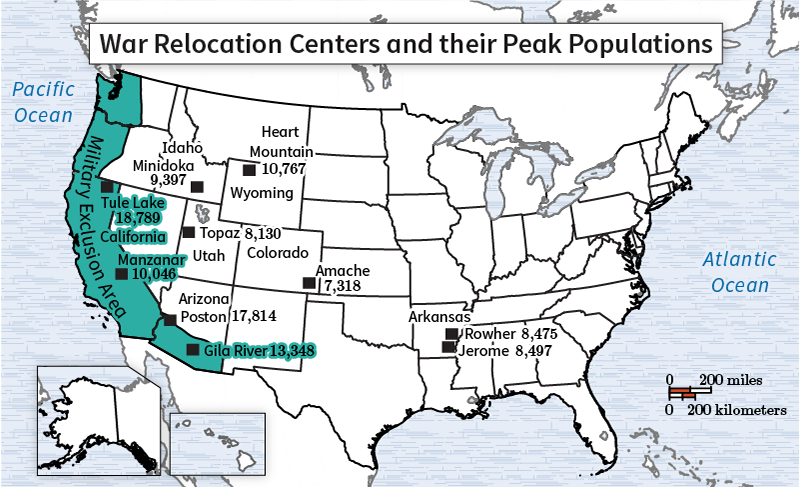 War Relocation Centers and their Peak Populations
Pacific
Ocean
Military Exclusion Area
Idaho
Minidoka
9,397
Heart
Mountain
10,767
Wyoming
Tule Lake
18,789
California
Manzanar
10,046
Topaz 8,130
Utah
Colorado
Amache
7,318
Arizona
Poston 17,814
Gila River 13,348
Arkansas
Rowher 8,475
Jerome 8,497
Atlantic
Ocean
0 200 miles
0 200 kilometers